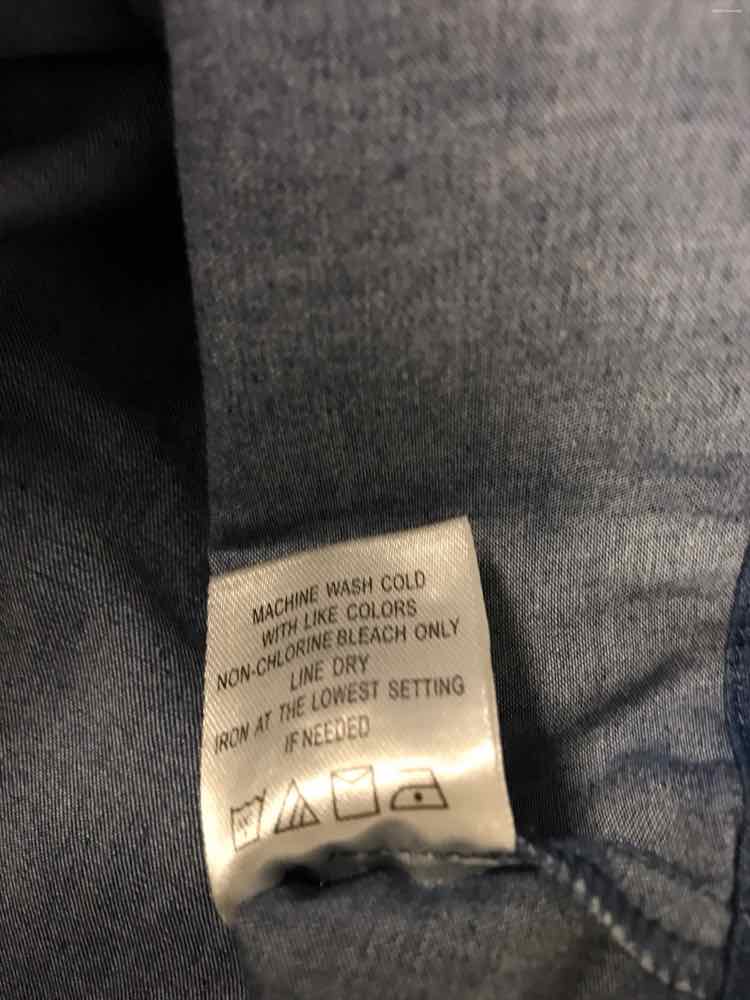 MACHINE WASH COLD
WITH LIKE COLORS
NON-CHLORINE BLEACH ONLY
LINE DRY
IRON AT THE LOWEST SETTING
IF NEEDED